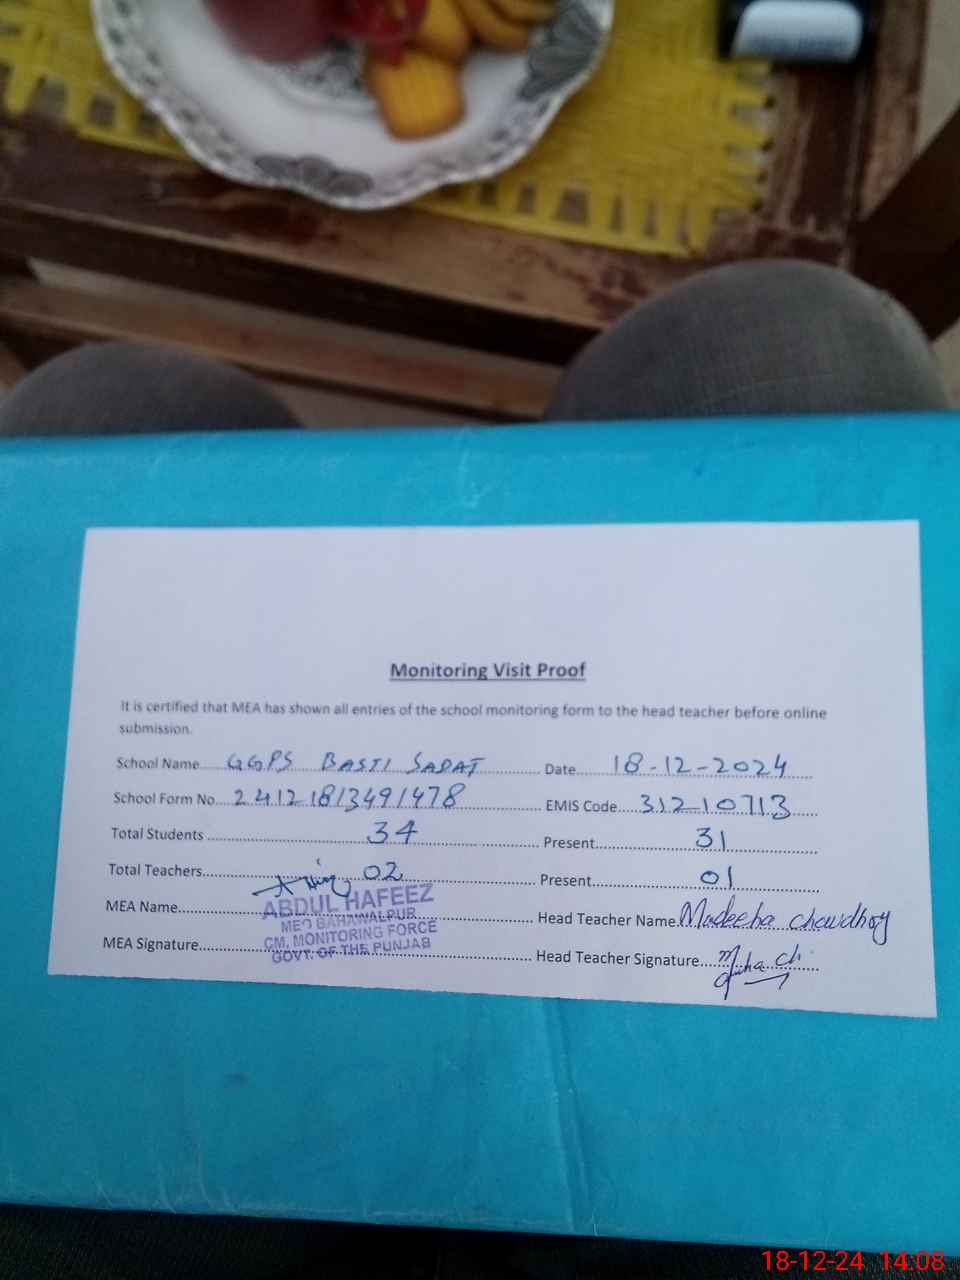 Monitoring Visit Proof
It is certified that MEA has shown all entries of the school monitoring form to the head teacher before online
submission.
School Name.... GGPS BASTI SADAT ............ Date.... 18-12-2024
School Form No... 24121813491478 ............ EMIS Code.... 31210713
Total Students .... 34 ............ Present.... 31
Total Teachers.... 02 ............ Present.... 01
MEA Name.... ABDUL HAFEEZ ............ Head Teacher Name. Madeeha chowdhry
MEO BAHAWALPUR
MEA Signature.... CM, MONITORING FORCE ............ Head Teacher Signature....
GOVT. OF THE PUNJAB
18-12-24 14:08